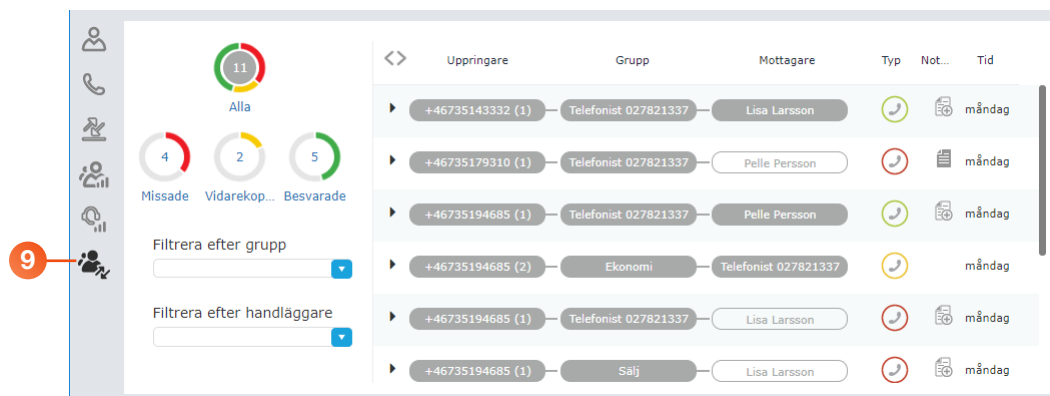 9
11
Alla
4
2
5
Missade Vidarekop... Besvarade
Filtrera efter grupp
Filtrera efter handläggare
<> Uppringare Grupp Mottagare Typ Not... Tid
+46735143332 (1) Telefonist 027821337 Lisa Larsson måndag
+46735179310 (1) Telefonist 027821337 Pelle Persson måndag
+46735194685 (1) Telefonist 027821337 Pelle Persson måndag
+46735194685 (2) Ekonomi Telefonist 027821337 måndag
+46735194685 (1) Telefonist 027821337 Lisa Larsson måndag
+46735194685 (1) Sälj Lisa Larsson måndag